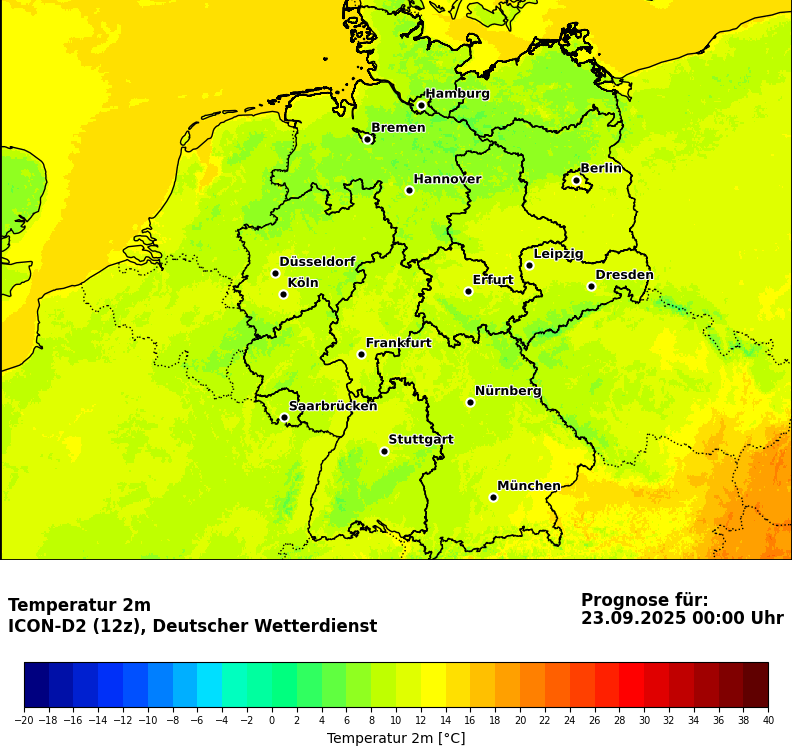 Hamburg
Bremen
Berlin
Hannover
Leipzig
Düsseldorf
Dresden
Köln
Erfurt
Frankfurt
Nürnberg
Saarbrücken
Stuttgart
München
Temperatur 2m
ICON-D2 (12z), Deutscher Wetterdienst
Prognose für:
23.09.2025 00:00 Uhr
−20 −18 −16 −14 −12 −10 −8 −6 −4 −2 0 2 4 6 8 10 12 14 16 18 20 22 24 26 28 30 32 34 36 38 40
Temperatur 2m [°C]